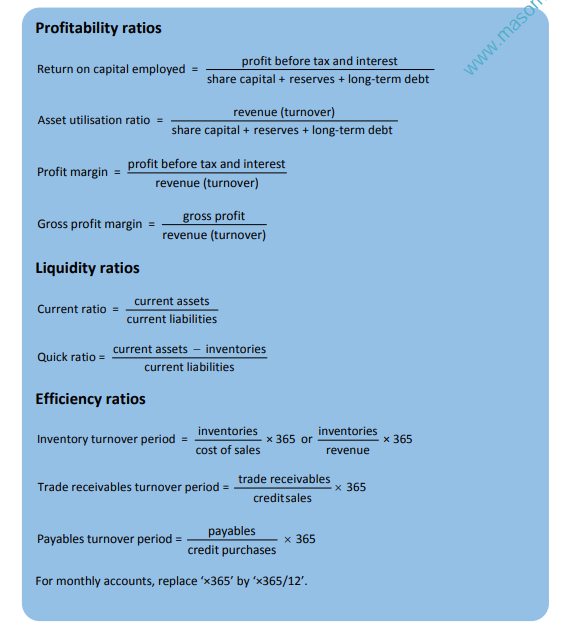 www.mason
Profitability ratios
Return on capital employed = profit before tax and interest / share capital + reserves + long-term debt
Asset utilisation ratio = revenue (turnover) / share capital + reserves + long-term debt
Profit margin = profit before tax and interest / revenue (turnover)
Gross profit margin = gross profit / revenue (turnover)
Liquidity ratios
Current ratio = current assets / current liabilities
Quick ratio = current assets − inventories / current liabilities
Efficiency ratios
Inventory turnover period = inventories / cost of sales × 365 or inventories / revenue × 365
Trade receivables turnover period = trade receivables / creditsales × 365
Payables turnover period = payables / credit purchases × 365
For monthly accounts, replace ‘×365’ by ‘×365/12’.